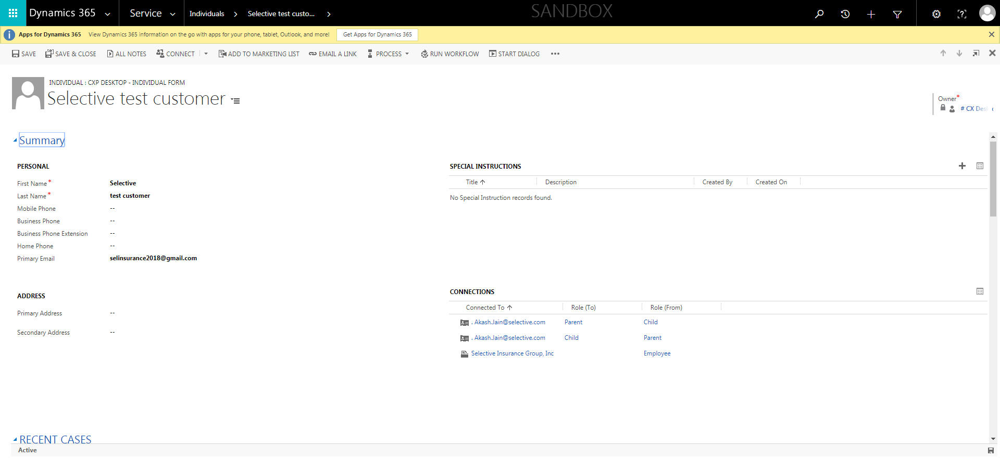 Dynamics 365 Service Individuals Selective test custo... SANDBOX
Apps for Dynamics 365 View Dynamics 365 information on the go with apps for your phone, tablet, Outlook, and more! Get Apps for Dynamics 365
SAVE SAVE & CLOSE ALL NOTES CONNECT ADD TO MARKETING LIST EMAIL A LINK PROCESS RUN WORKFLOW START DIALOG •••
INDIVIDUAL : CXP DESKTOP - INDIVIDUAL FORM
Selective test customer
Owner*
# CX Desk
Summary
PERSONAL
First Name* Selective
Last Name* test customer
Mobile Phone --
Business Phone --
Business Phone Extension --
Home Phone --
Primary Email selinsurance2018@gmail.com
ADDRESS
Primary Address --
Secondary Address --
SPECIAL INSTRUCTIONS
Title Description Created By Created On
No Special Instruction records found.
CONNECTIONS
Connected To Role (To) Role (From)
. Akash.Jain@selective.com Parent Child
. Akash.Jain@selective.com Child Parent
Selective Insurance Group, Inc Employee
RECENT CASES
Active